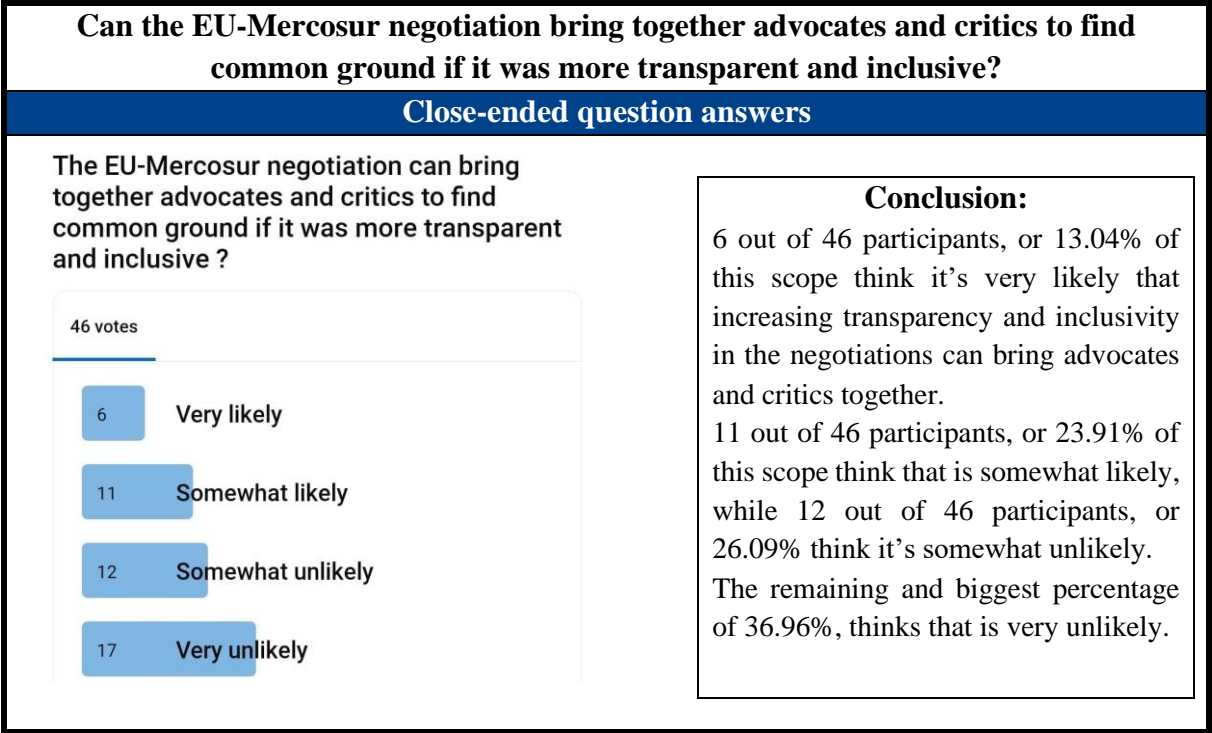 Can the EU-Mercosur negotiation bring together advocates and critics to find
common ground if it was more transparent and inclusive?
Close-ended question answers
The EU-Mercosur negotiation can bring
together advocates and critics to find
common ground if it was more transparent
and inclusive ?
46 votes
6 Very likely
11 Somewhat likely
12 Somewhat unlikely
17 Very unlikely
Conclusion:
6 out of 46 participants, or 13.04% of
this scope think it’s very likely that
increasing transparency and inclusivity
in the negotiations can bring advocates
and critics together.
11 out of 46 participants, or 23.91% of
this scope think that is somewhat likely,
while 12 out of 46 participants, or
26.09% think it’s somewhat unlikely.
The remaining and biggest percentage
of 36.96%, thinks that is very unlikely.